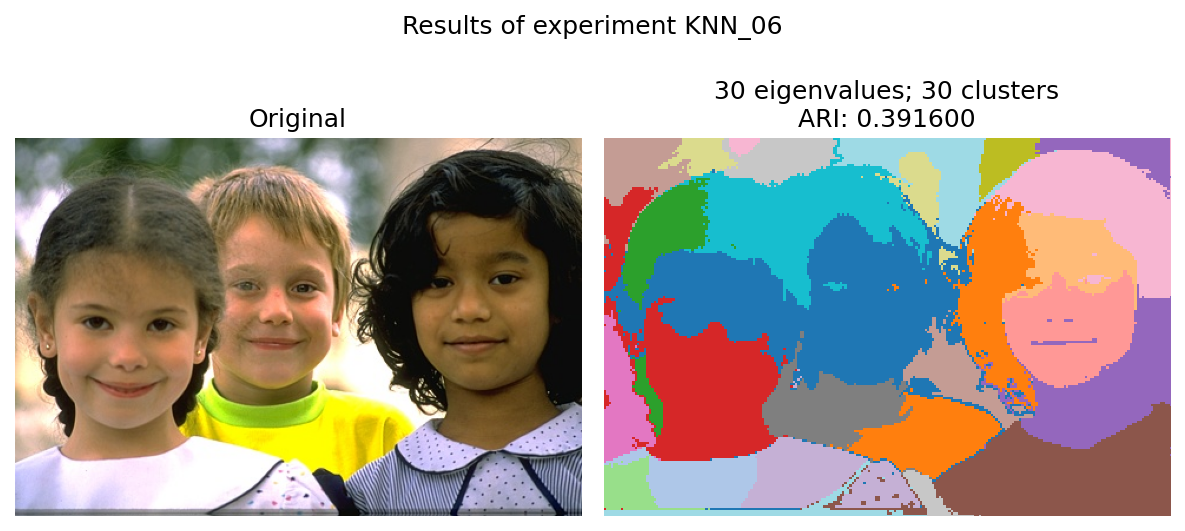 Results of experiment KNN_06
Original
30 eigenvalues; 30 clusters
ARI: 0.391600